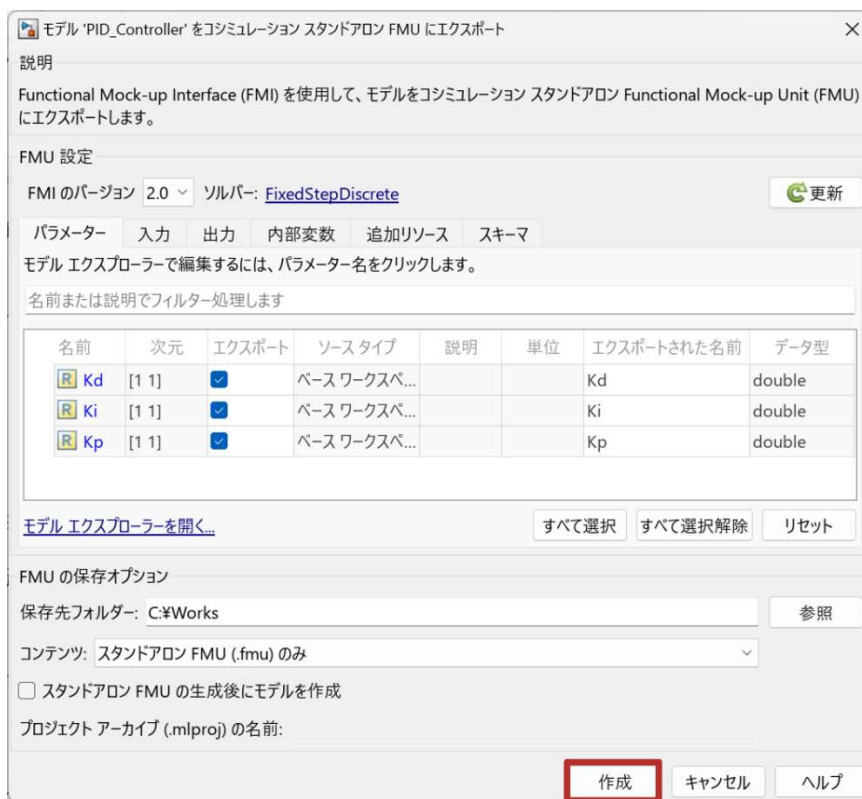 モデル 'PID_Controller' をコシミュレーション スタンドアロン FMU にエクスポート
説明
Functional Mock-up Interface (FMI) を使用して、モデルをコシミュレーション スタンドアロン Functional Mock-up Unit (FMU)
にエクスポートします。
FMU 設定
FMI のバージョン 2.0 ソルバー: FixedStepDiscrete 更新
パラメーター 入力 出力 内部変数 追加リソース スキーマ
モデル エクスプローラーで編集するには、パラメーター名をクリックします。
名前または説明でフィルター処理します
名前 次元 エクスポート ソース タイプ 説明 単位 エクスポートされた名前 データ型
R Kd [1 1] ベース ワークスペ... Kd double
R Ki [1 1] ベース ワークスペ... Ki double
R Kp [1 1] ベース ワークスペ... Kp double
モデル エクスプローラーを開く... すべて選択 すべて選択解除 リセット
FMU の保存オプション
保存先フォルダー: C:¥Works 参照
コンテンツ: スタンドアロン FMU (.fmu) のみ
スタンドアロン FMU の生成後にモデルを作成
プロジェクト アーカイブ (.mlproj) の名前:
作成 キャンセル ヘルプ